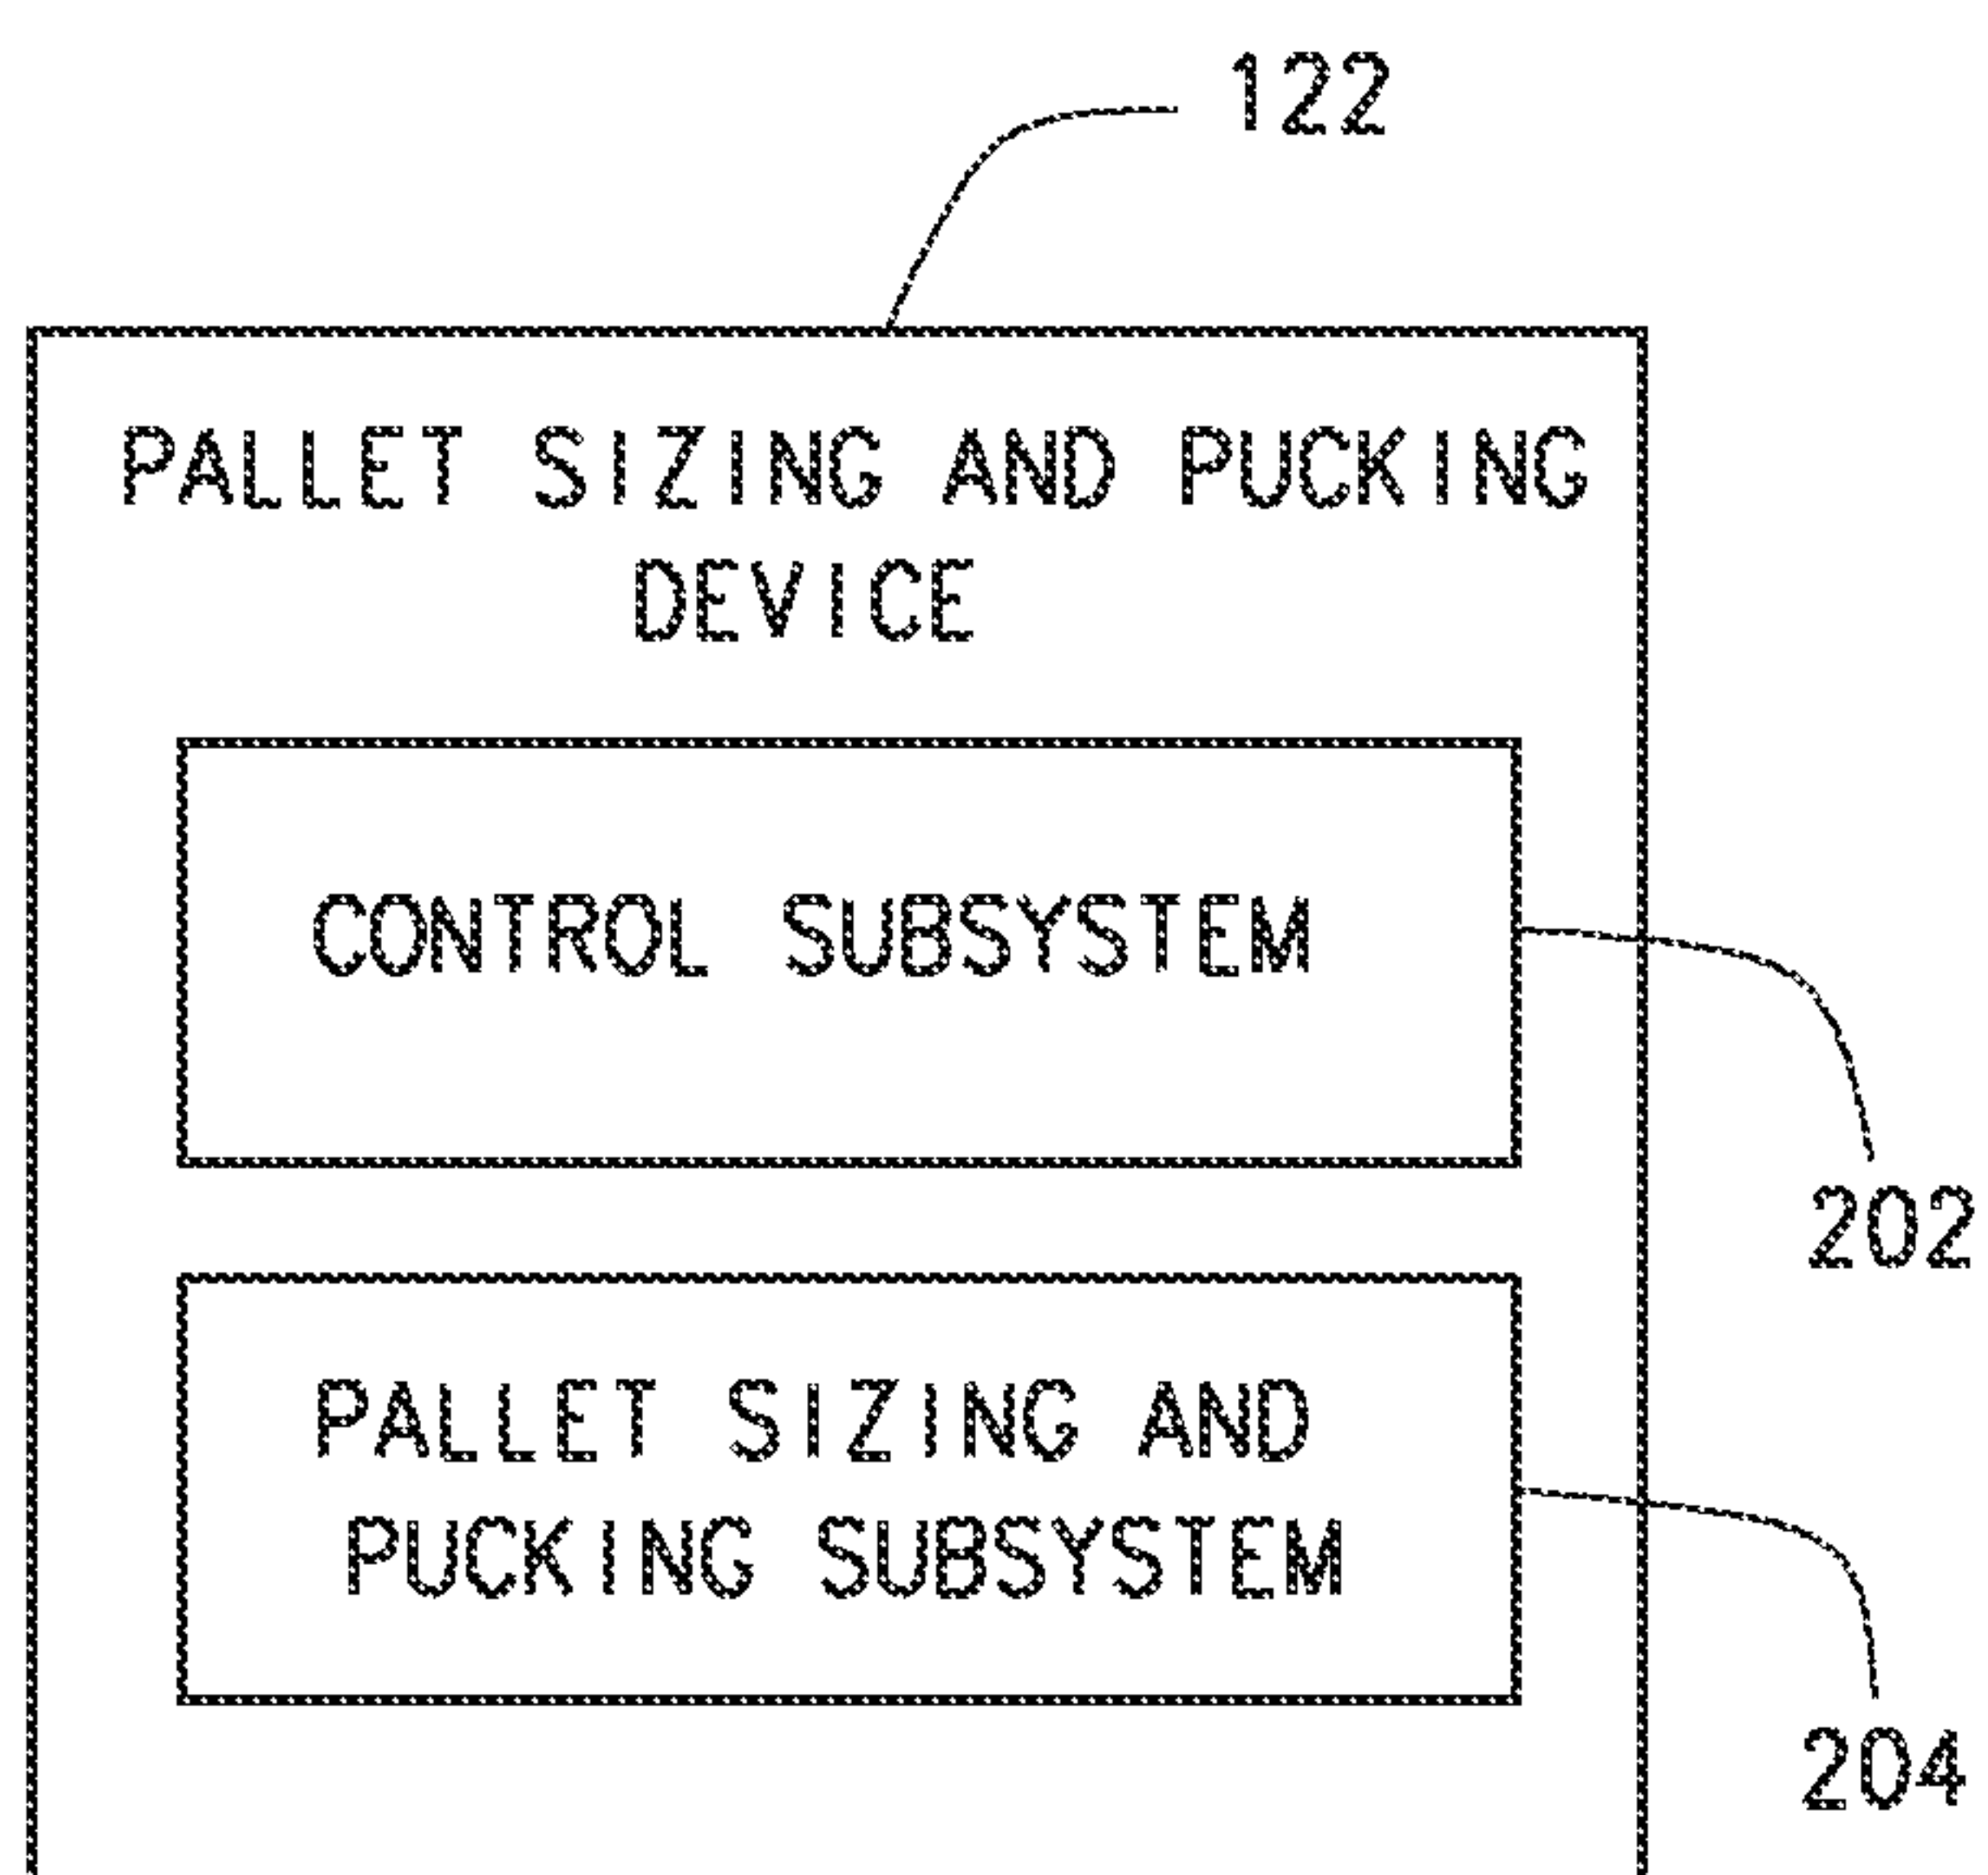 122
PALLET SIZING AND PUCKING
DEVICE
CONTROL SUBSYSTEM
202
PALLET SIZING AND
PUCKING SUBSYSTEM
204